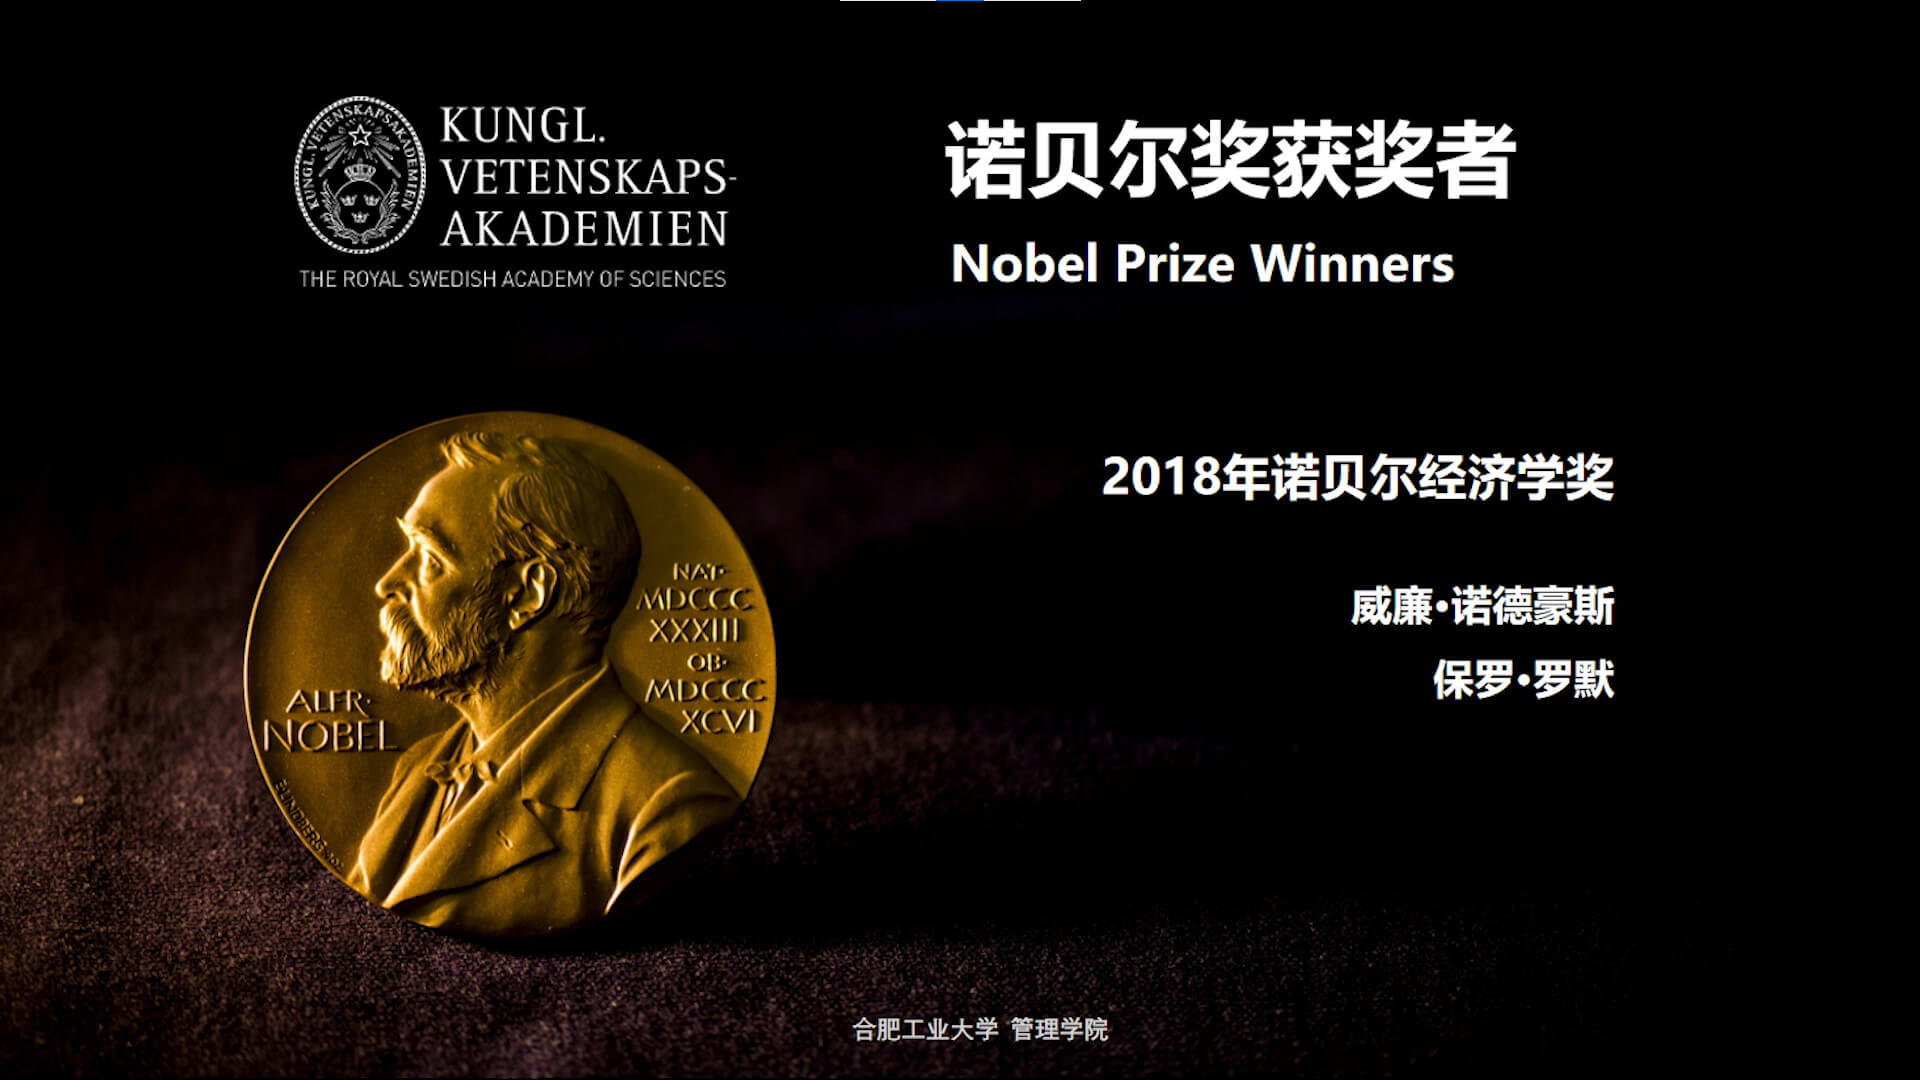 KUNGL. VETENSKAPSAKADEMIEN
KUNGL.
VETENSKAPS-
AKADEMIEN
THE ROYAL SWEDISH ACADEMY OF SCIENCES
诺贝尔奖获奖者
Nobel Prize Winners
2018年诺贝尔经济学奖
威廉•诺德豪斯
保罗•罗默
ALFR·
NOBEL
NAT·
MDCCC
XXXIII
OB·
MDCCC
XCVI
E·LINDBERG
合肥工业大学 管理学院